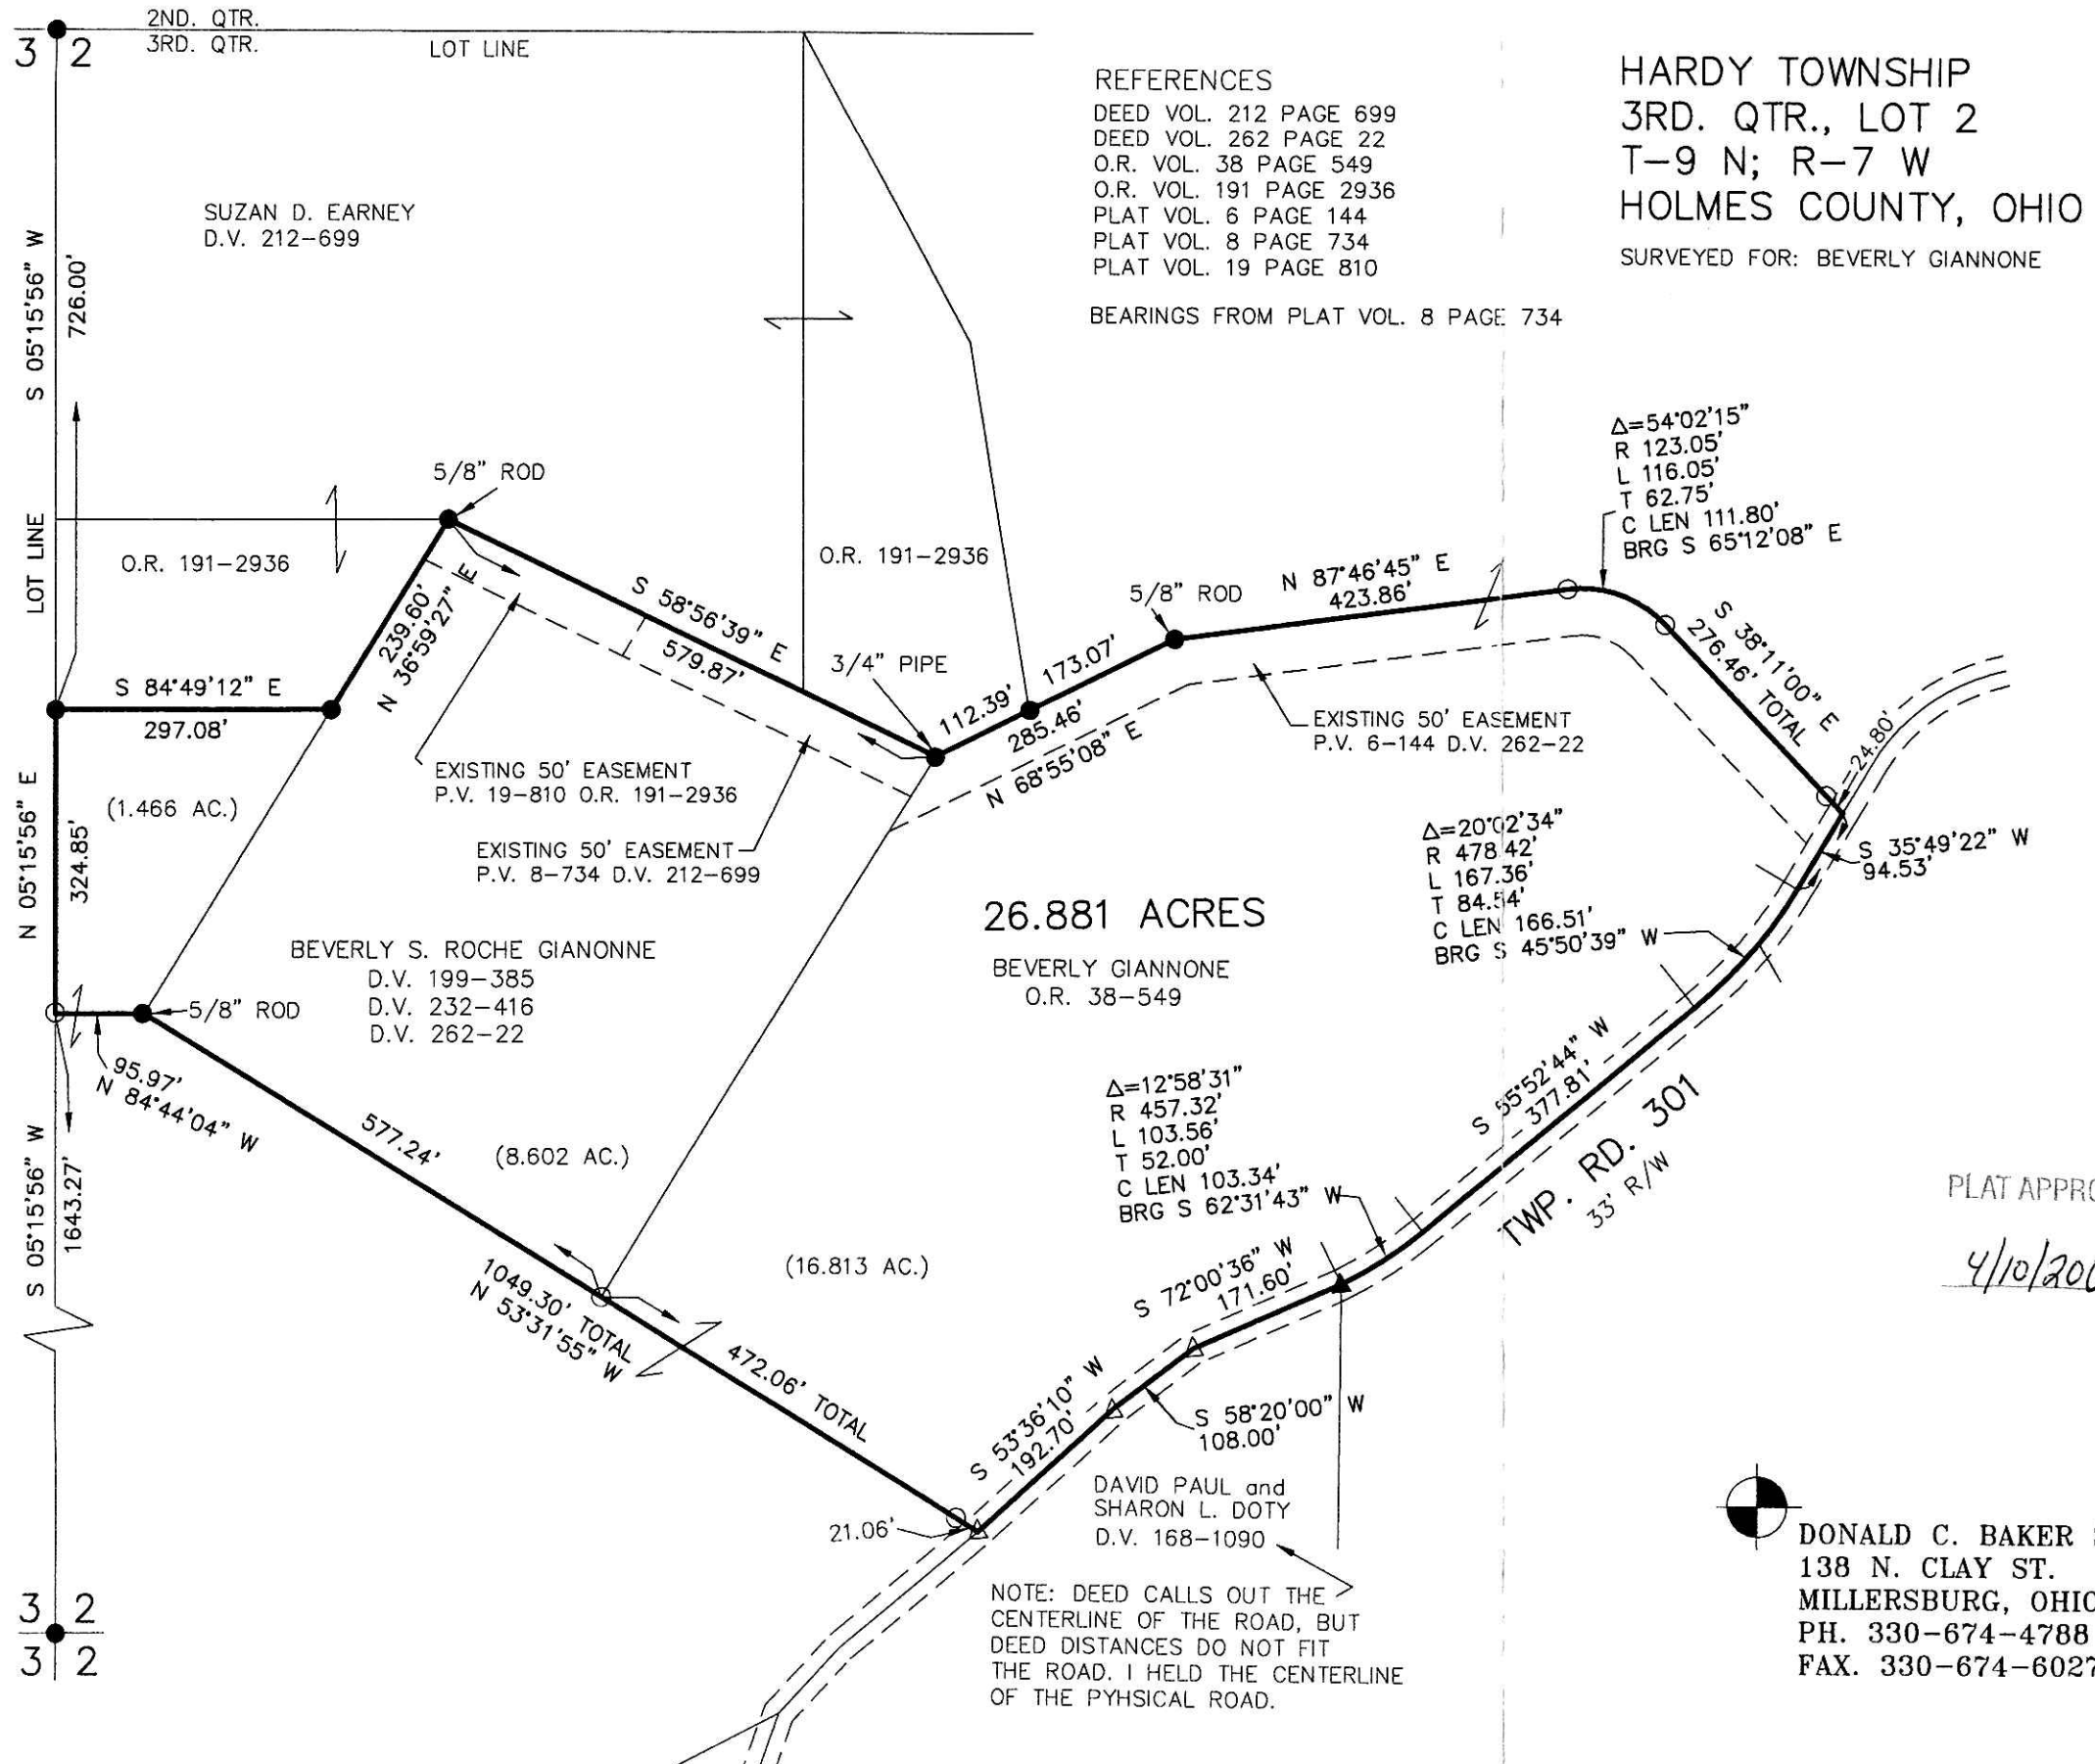 2ND. QTR.
3RD. QTR.
3 2
LOT LINE
REFERENCES
DEED VOL. 212 PAGE 699
DEED VOL. 262 PAGE 22
O.R. VOL. 38 PAGE 549
O.R. VOL. 191 PAGE 2936
PLAT VOL. 6 PAGE 144
PLAT VOL. 8 PAGE 734
PLAT VOL. 19 PAGE 810
BEARINGS FROM PLAT VOL. 8 PAGE 734
HARDY TOWNSHIP
3RD. QTR., LOT 2
T-9 N; R-7 W
HOLMES COUNTY, OHIO
SURVEYED FOR: BEVERLY GIANNONE
SUZAN D. EARNEY
D.V. 212-699
S 05°15'56" W
726.00'
LOT LINE
5/8" ROD
O.R. 191-2936
239.60'
N 36°59'27" E
S 58°56'39" E
579.87'
O.R. 191-2936
3/4" PIPE
112.39'
173.07'
285.46'
N 68°55'08" E
5/8" ROD
N 87°46'45" E
423.86'
Δ=54°02'15"
R 123.05'
L 116.05'
T 62.75'
C LEN 111.80'
BRG S 65°12'08" E
S 38°11'00" E
276.46' TOTAL
24.80'
S 84°49'12" E
297.08'
EXISTING 50' EASEMENT
P.V. 6-144 D.V. 262-22
EXISTING 50' EASEMENT
P.V. 19-810 O.R. 191-2936
EXISTING 50' EASEMENT
P.V. 8-734 D.V. 212-699
(1.466 AC.)
N 05°15'56" E
324.85'
S 35°49'22" W
94.53'
Δ=20°02'34"
R 478.42'
L 167.36'
T 84.54'
C LEN 166.51'
BRG S 45°50'39" W
26.881 ACRES
BEVERLY GIANNONE
O.R. 38-549
BEVERLY S. ROCHE GIANONNE
D.V. 199-385
D.V. 232-416
D.V. 262-22
5/8" ROD
95.97'
N 84°44'04" W
577.24'
(8.602 AC.)
S 05°15'56" W
1643.27'
Δ=12°58'31"
R 457.32'
L 103.56'
T 52.00'
C LEN 103.34'
BRG S 62°31'43" W
S 55°52'44" W
377.81'
TWP. RD. 301
33' R/W
PLAT APPRO
4/10/200
(16.813 AC.)
1049.30' TOTAL
N 53°31'55" W
472.06' TOTAL
S 72°00'36" W
171.60'
S 53°36'10" W
192.70'
S 58°20'00" W
108.00'
21.06'
DAVID PAUL and
SHARON L. DOTY
D.V. 168-1090
NOTE: DEED CALLS OUT THE
CENTERLINE OF THE ROAD, BUT
DEED DISTANCES DO NOT FIT
THE ROAD. I HELD THE CENTERLINE
OF THE PYHSICAL ROAD.
DONALD C. BAKER
138 N. CLAY ST.
MILLERSBURG, OHIO
PH. 330-674-4788
FAX. 330-674-6027
3 2
3 2